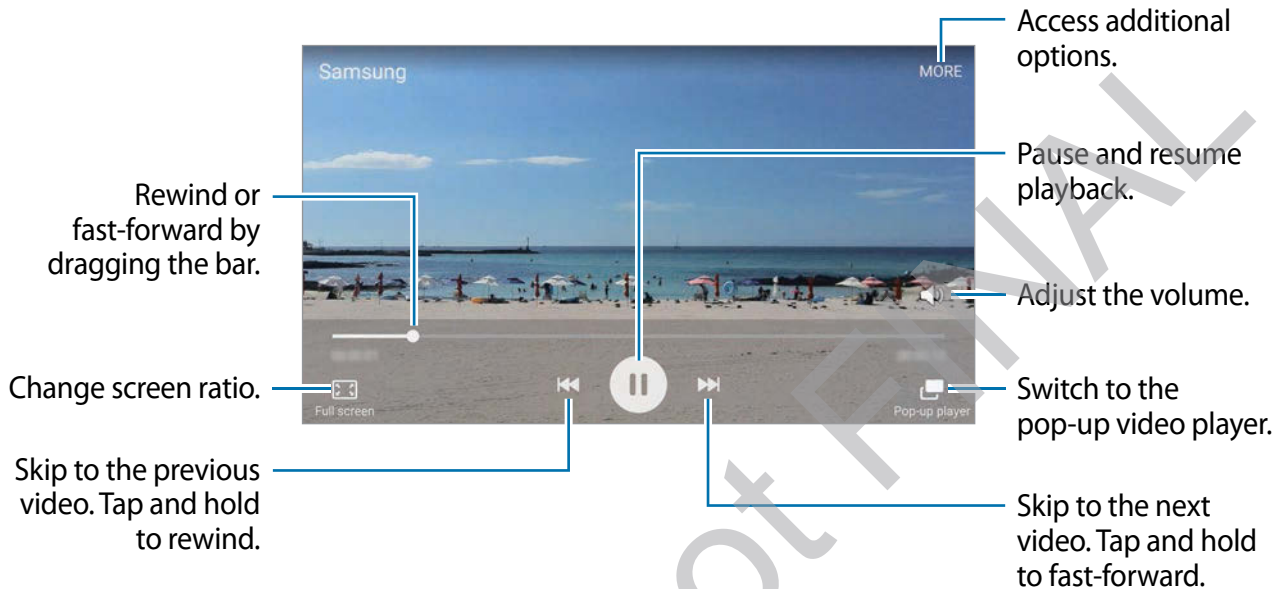 Access additional
options.
Samsung
MORE
Pause and resume
playback.
Rewind or
fast-forward by
dragging the bar.
Adjust the volume.
Change screen ratio.
Full screen
Pop-up player
Switch to the
pop-up video player.
Skip to the previous
video. Tap and hold
to rewind.
Skip to the next
video. Tap and hold
to fast-forward.
ot FINAL